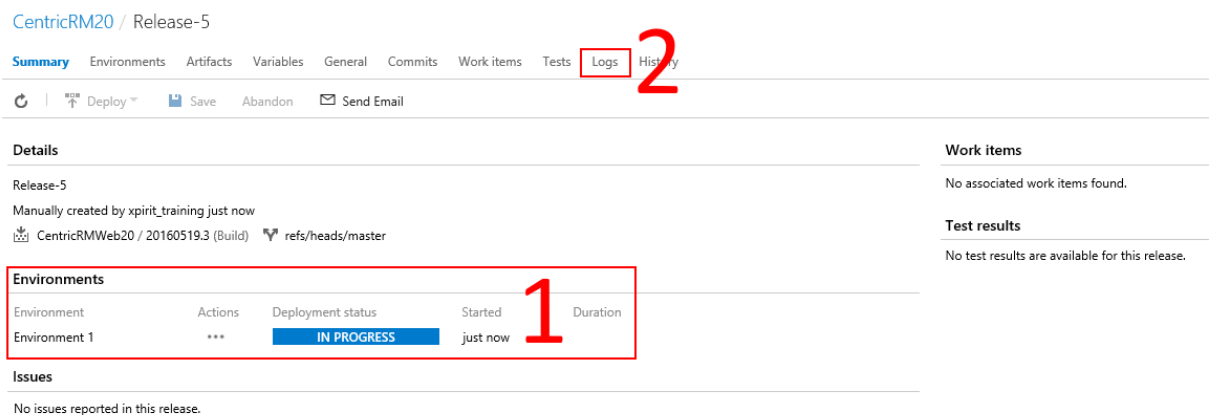 CentricRM20 / Release-5
Summary Environments Artifacts Variables General Commits Work items Tests Logs History
2
Deploy Save Abandon Send Email
Details
Release-5
Manually created by xpirit_training just now
CentricRMWeb20 / 20160519.3 (Build) refs/heads/master
Environments
Environment Actions Deployment status Started Duration
Environment 1 ... IN PROGRESS just now
1
Issues
No issues reported in this release.
Work items
No associated work items found.
Test results
No test results are available for this release.